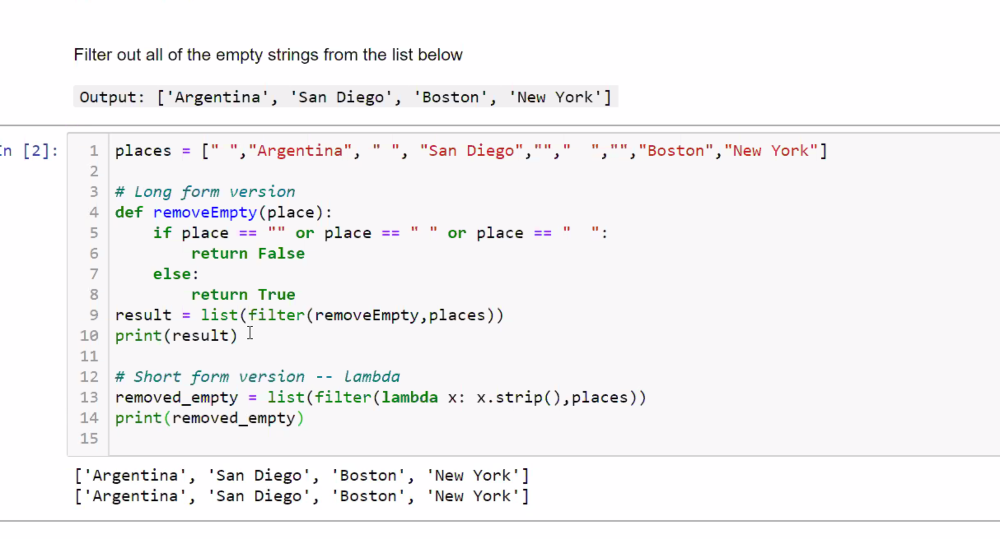 Filter out all of the empty strings from the list below
Output: ['Argentina', 'San Diego', 'Boston', 'New York']
n [2]:
1 places = [" ","Argentina", " ", "San Diego",""," &nbsp;","","Boston","New York"]
2
3 # Long form version
4 def removeEmpty(place):
5     if place == "" or place == " " or place == "  ":
6         return False
7     else:
8         return True
9 result = list(filter(removeEmpty,places))
10 print(result)
11
12 # Short form version -- lambda
13 removed_empty = list(filter(lambda x: x.strip(),places))
14 print(removed_empty)
15
['Argentina', 'San Diego', 'Boston', 'New York']
['Argentina', 'San Diego', 'Boston', 'New York']